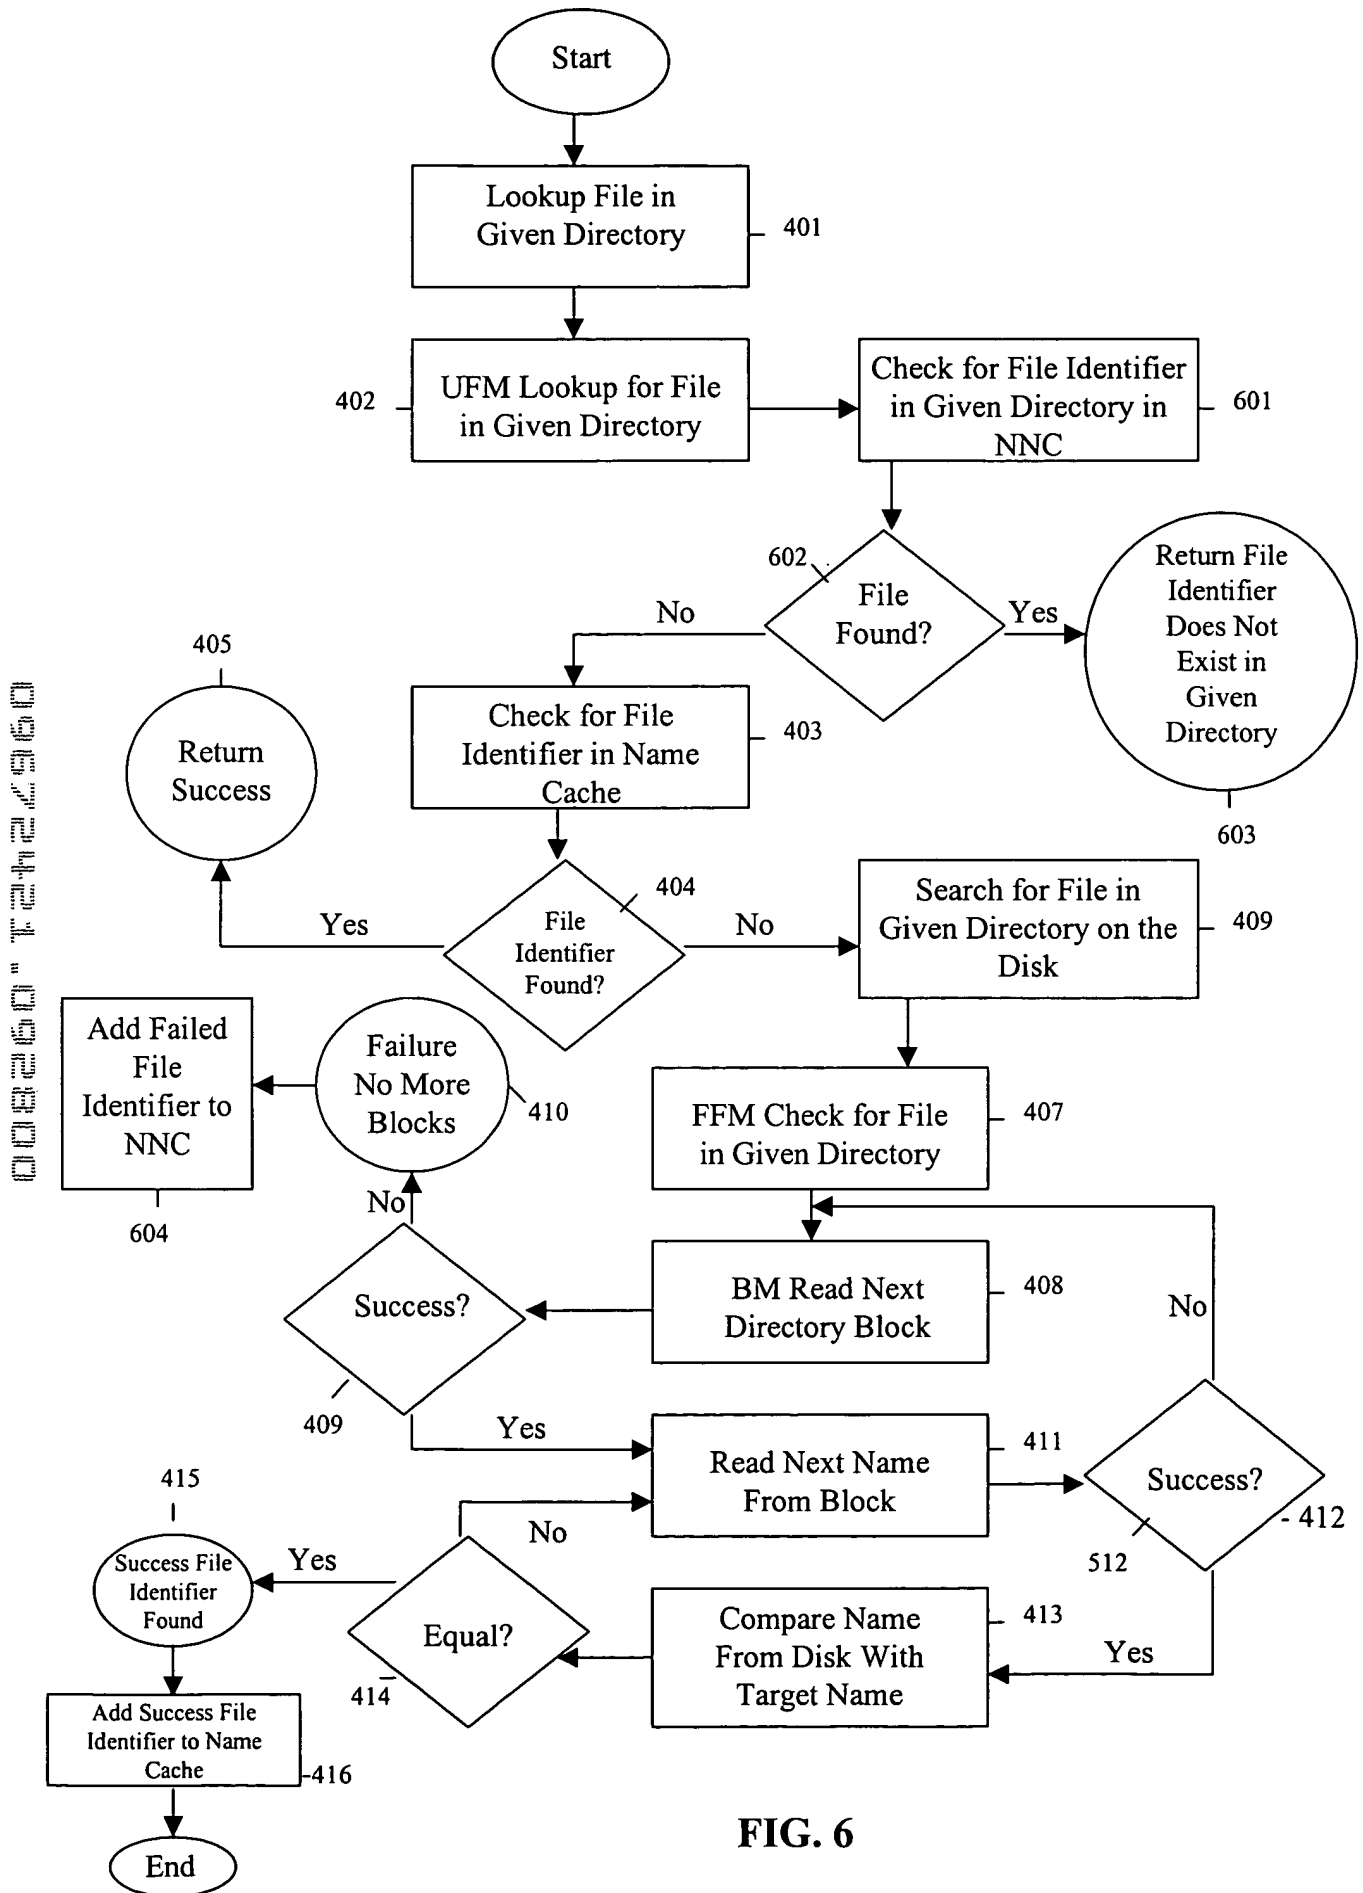 Start
Lookup File in
Given Directory
401
402
UFM Lookup for File
in Given Directory
Check for File Identifier
in Given Directory in
NNC
601
602
File
Found?
No
Yes
Return File
Identifier
Does Not
Exist in
Given
Directory
603
405
Return
Success
Check for File
Identifier in Name
Cache
403
404
File
Identifier
Found?
Yes
No
Search for File in
Given Directory on the
Disk
409
Add Failed
File
Identifier to
NNC
604
Failure
No More
Blocks
410
FFM Check for File
in Given Directory
407
No
Success?
409
BM Read Next
Directory Block
408
No
Yes
Read Next Name
From Block
411
Success?
412
512
415
Success File
Identifier
Found
Yes
No
Equal?
414
Compare Name
From Disk With
Target Name
413
Yes
Add Success File
Identifier to Name
Cache
416
End
FIG. 6
09672421.092800